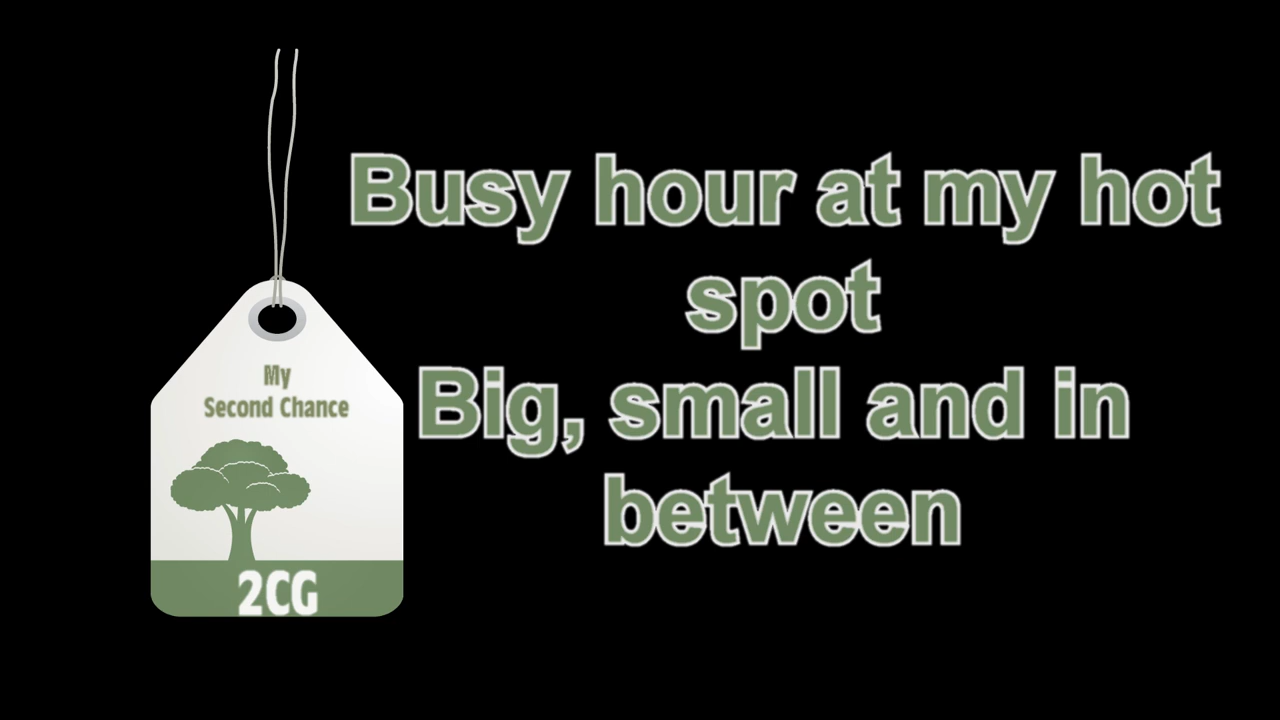 Busy hour at my hot
spot
Big, small and in
between
My
Second Chance
2CG